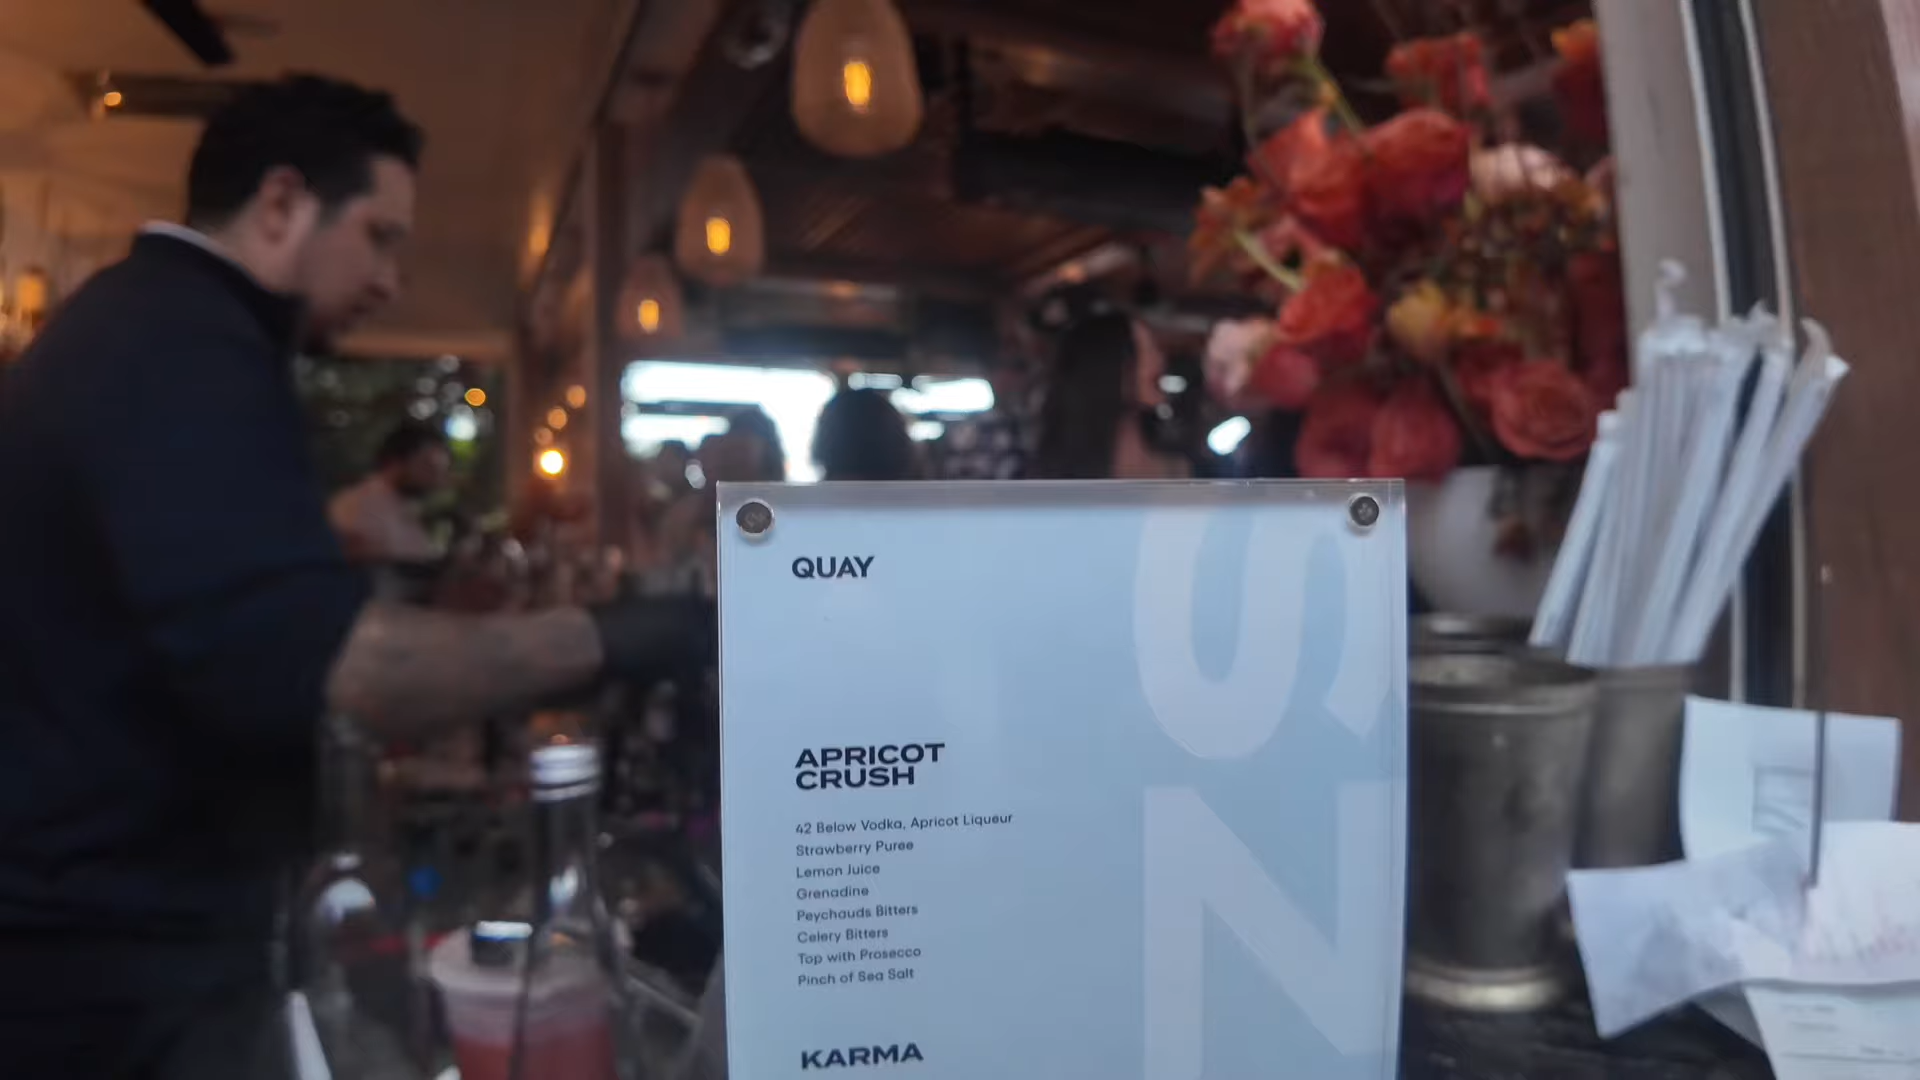 QUAY
APRICOT
CRUSH
42 Below Vodka, Apricot Liqueur
Strawberry Puree
Lemon Juice
Grenadine
Peychauds Bitters
Celery Bitters
Top with Prosecco
Pinch of Sea Salt
KARMA